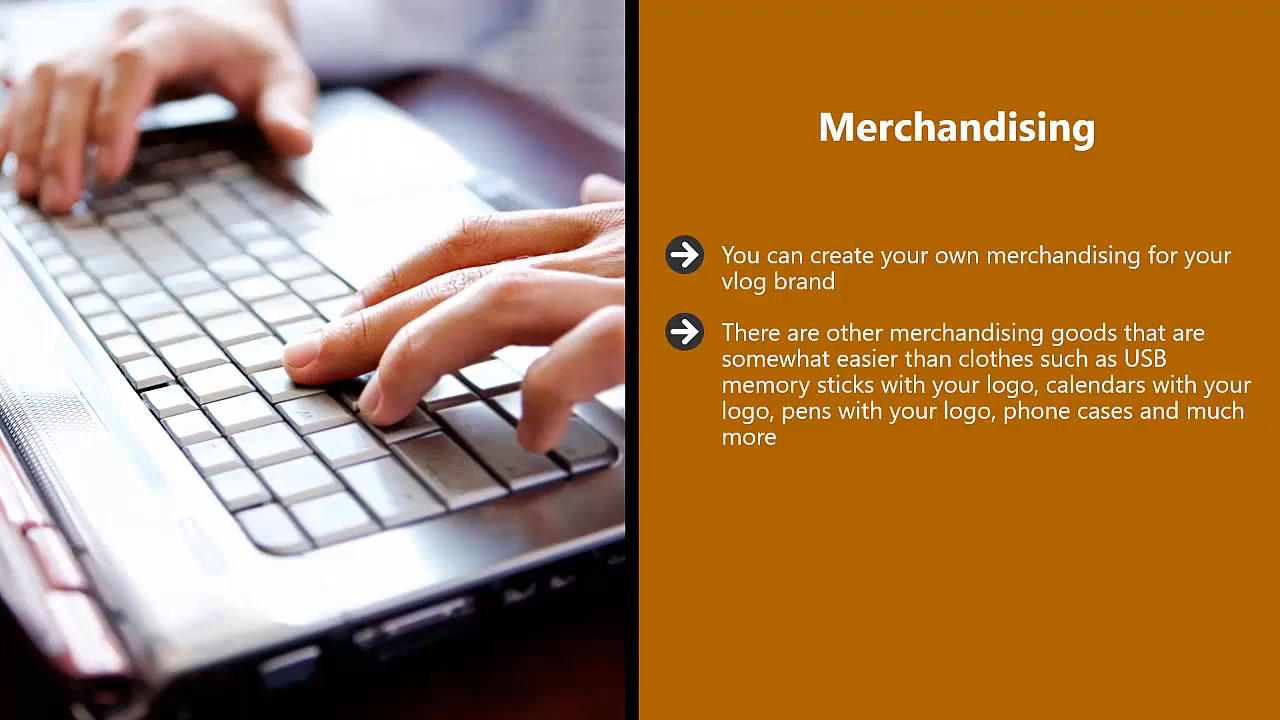 Merchandising
You can create your own merchandising for your
vlog brand
There are other merchandising goods that are
somewhat easier than clothes such as USB
memory sticks with your logo, calendars with your
logo, pens with your logo, phone cases and much
more